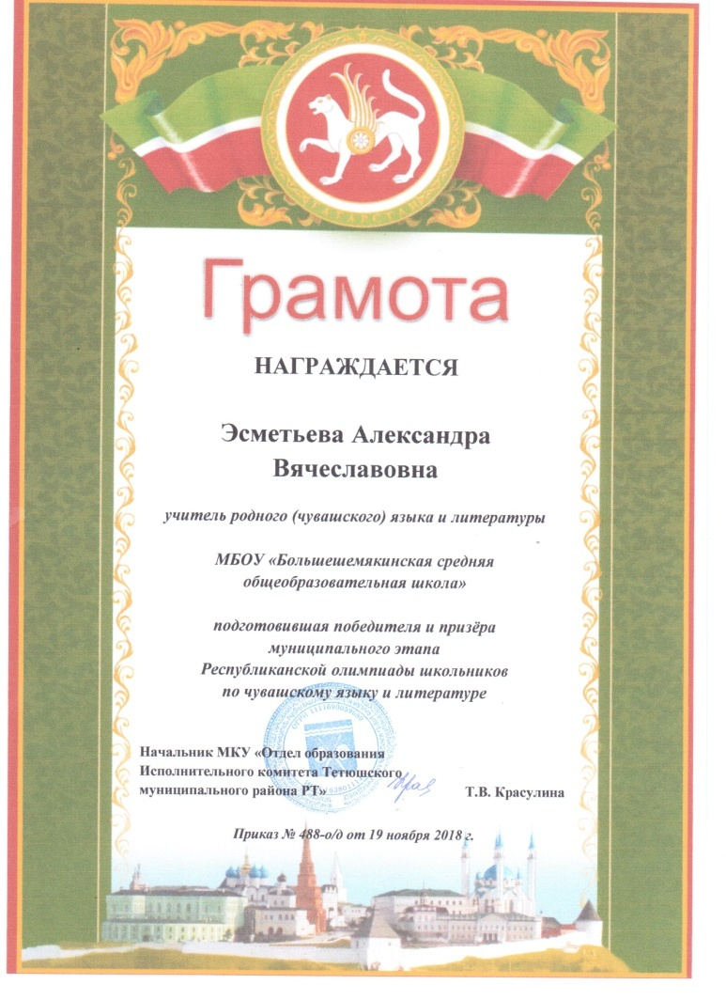 ТАТАРСТАН
Грамота
НАГРАЖДАЕТСЯ
Эсметьева Александра
Вячеславовна
учитель родного (чувашского) языка и литературы
МБОУ «Большешемякинская средняя
общеобразовательная школа»
подготовившая победителя и призёра
муниципального этапа
Республиканской олимпиады школьников
по чувашскому языку и литературе
Начальник МКУ «Отдел образования
Исполнительного комитета Тетюшского
муниципального района РТ»
Т.В. Красулина
Приказ № 488-о/д от 19 ноября 2018 г.